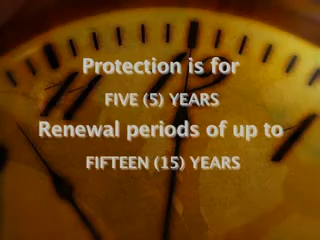 Protection is for
FIVE (5) YEARS
Renewal periods of up to
FIFTEEN (15) YEARS